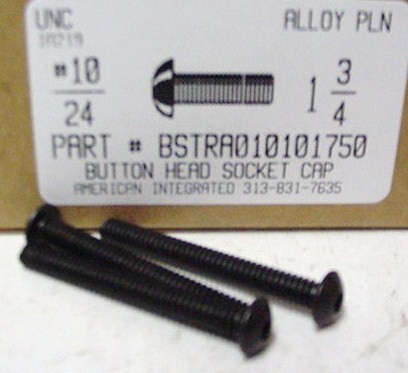 UNC ALLOY PLN
10219
#10
24
1 3/4
PART # BSTRA010101750
BUTTON HEAD SOCKET CAP
AMERICAN INTEGRATED 313-831-7635